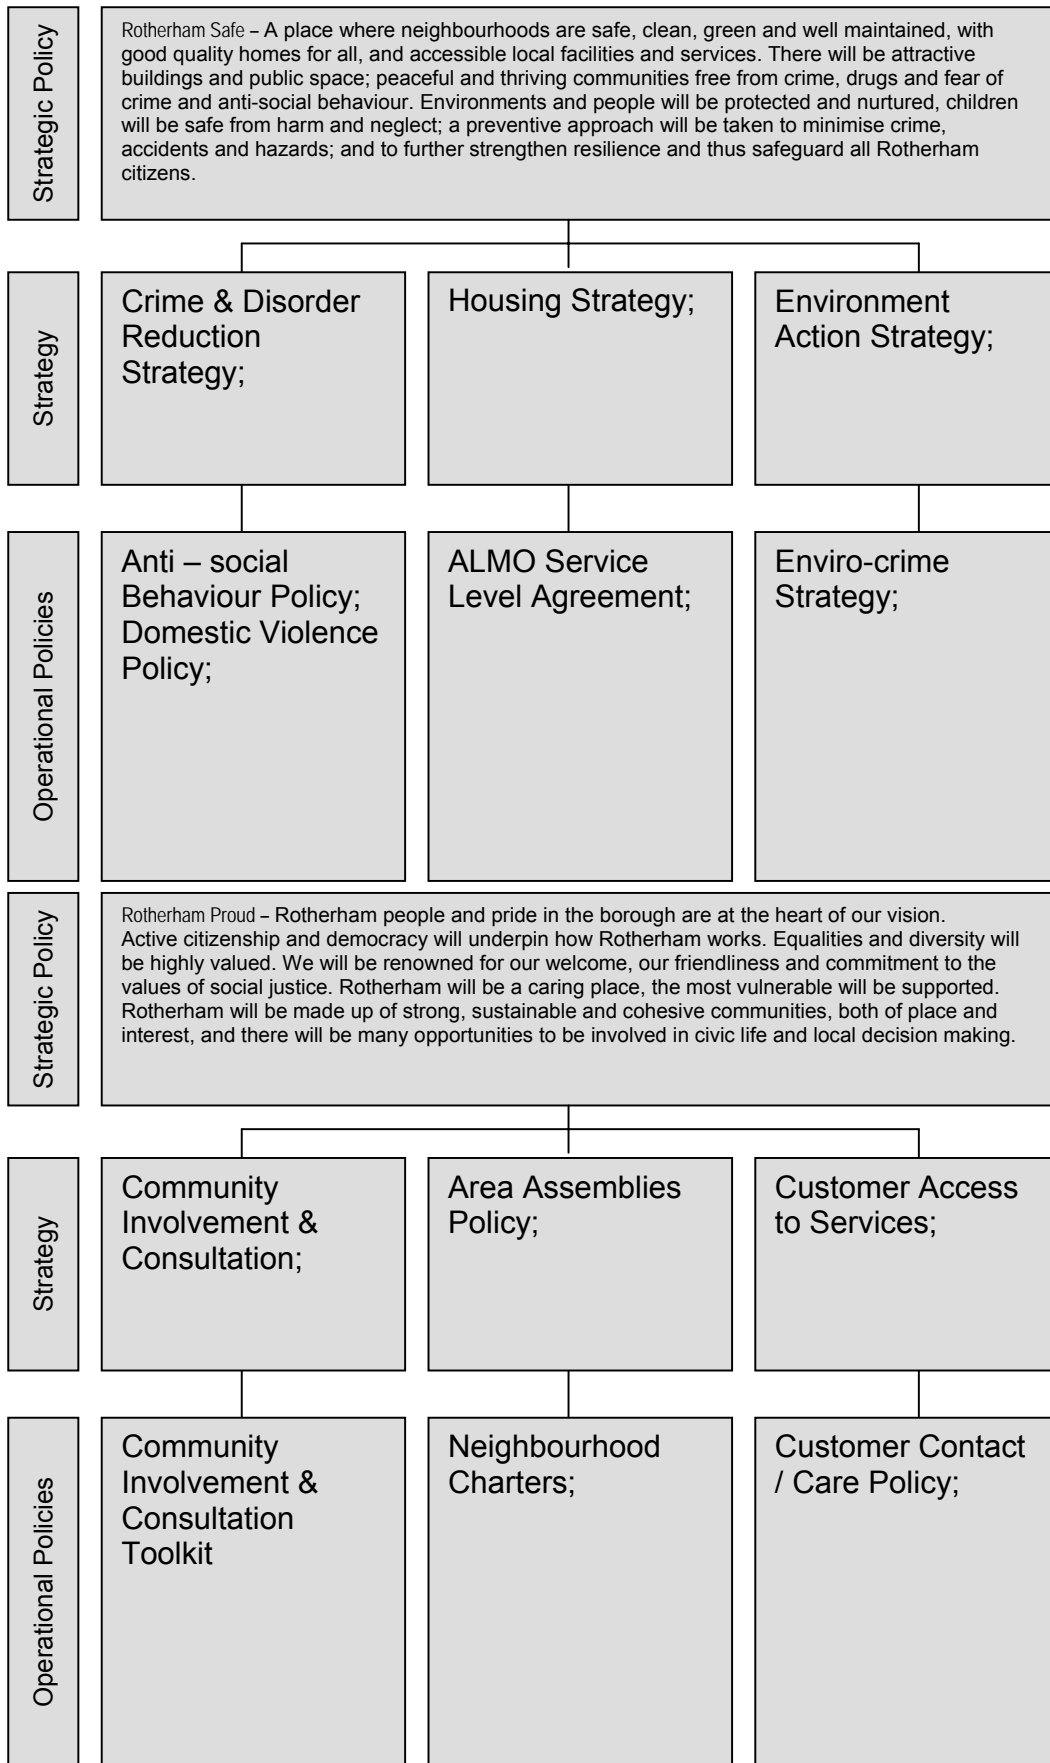 Strategic Policy
Rotherham Safe – A place where neighbourhoods are safe, clean, green and well maintained, with
good quality homes for all, and accessible local facilities and services. There will be attractive
buildings and public space; peaceful and thriving communities free from crime, drugs and fear of
crime and anti-social behaviour. Environments and people will be protected and nurtured, children
will be safe from harm and neglect; a preventive approach will be taken to minimise crime,
accidents and hazards; and to further strengthen resilience and thus safeguard all Rotherham
citizens.
Strategy
Crime & Disorder
Reduction
Strategy;
Housing Strategy;
Environment
Action Strategy;
Operational Policies
Anti – social
Behaviour Policy;
Domestic Violence
Policy;
ALMO Service
Level Agreement;
Enviro-crime
Strategy;
Strategic Policy
Rotherham Proud – Rotherham people and pride in the borough are at the heart of our vision.
Active citizenship and democracy will underpin how Rotherham works. Equalities and diversity will
be highly valued. We will be renowned for our welcome, our friendliness and commitment to the
values of social justice. Rotherham will be a caring place, the most vulnerable will be supported.
Rotherham will be made up of strong, sustainable and cohesive communities, both of place and
interest, and there will be many opportunities to be involved in civic life and local decision making.
Strategy
Community
Involvement &
Consultation;
Area Assemblies
Policy;
Customer Access
to Services;
Operational Policies
Community
Involvement &
Consultation
Toolkit
Neighbourhood
Charters;
Customer Contact
/ Care Policy;